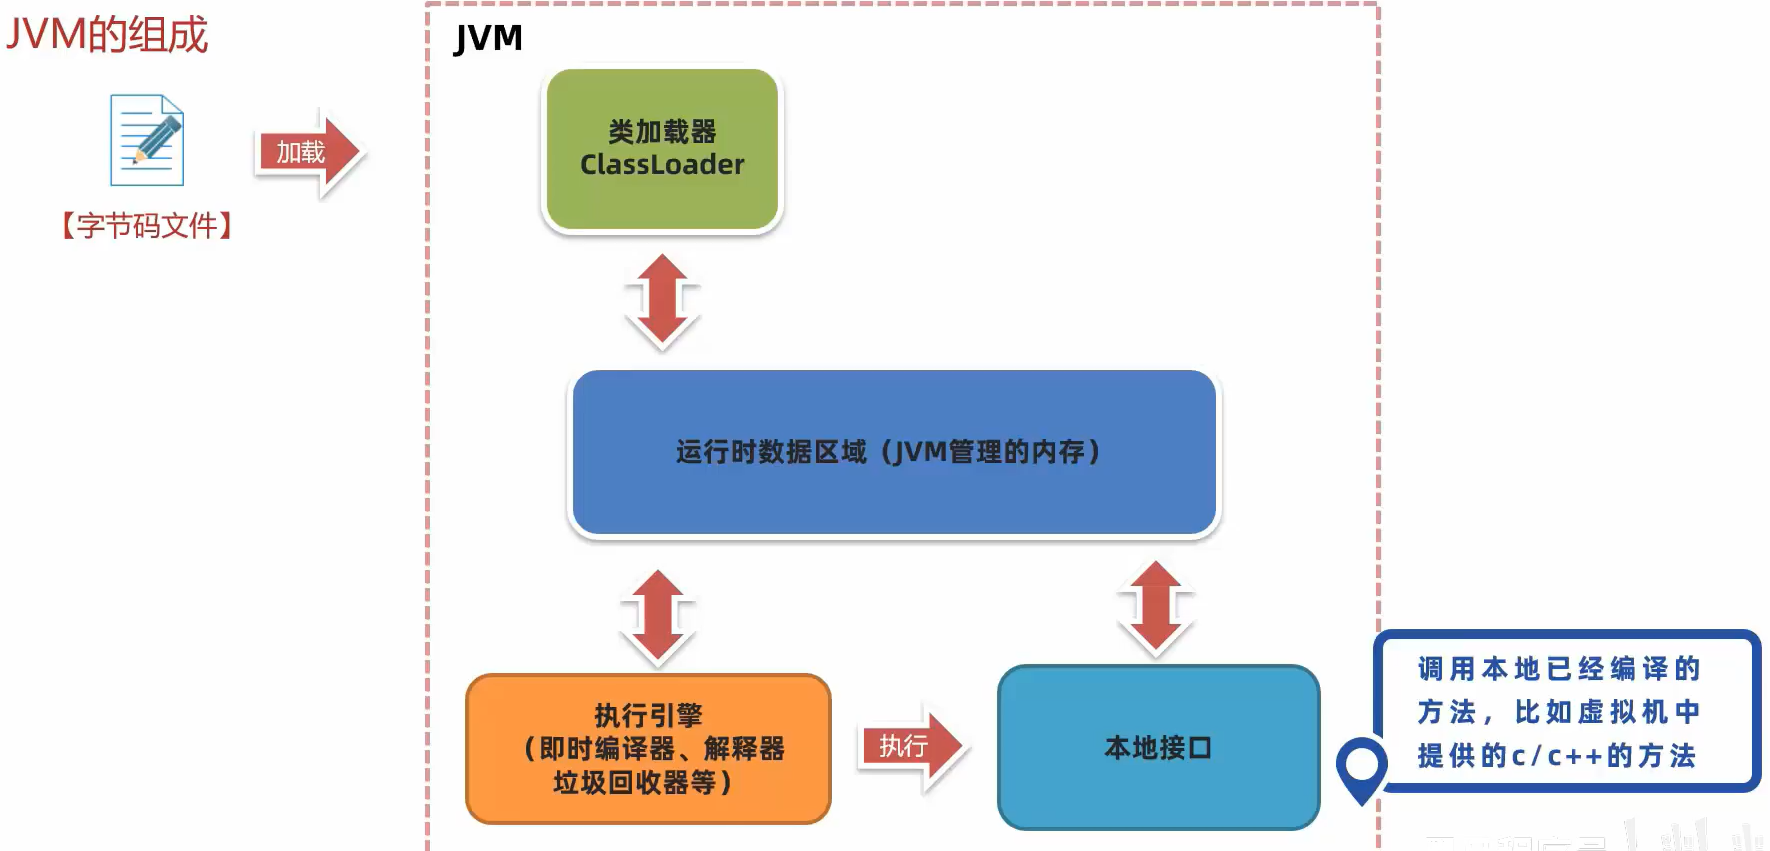 JVM的组成
JVM
类加载器
ClassLoader
加载
【字节码文件】
运行时数据区域（JVM管理的内存）
执行引擎
（即时编译器、解释器
垃圾回收器等）
执行
本地接口
调用本地已经编译的
方法，比如虚拟机中
提供的c/c++的方法